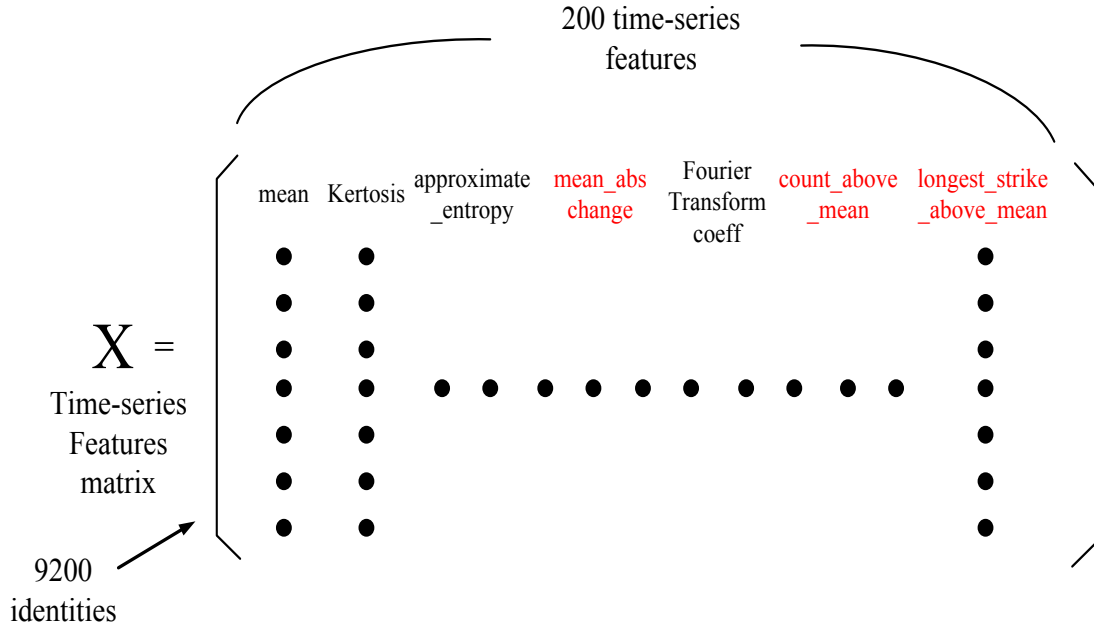 200 time-series
features
mean
Kertosis
approximate
_entropy
mean_abs
change
Fourier
Transform
coeff
count_above
_mean
longest_strike
_above_mean
X =
Time-series
Features
matrix
9200
identities